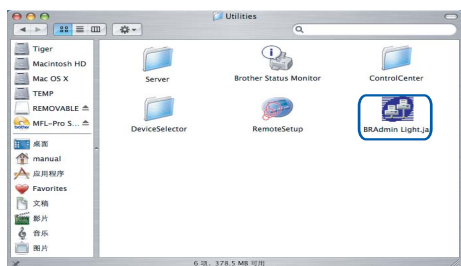 Utilities
Tiger
Macintosh HD
Mac OS X
TEMP
REMOVABLE
MFL-Pro S...
桌面
manual
应用程序
Favorites
文稿
影片
音乐
图片
Server
Brother Status Monitor
ControlCenter
DeviceSelector
RemoteSetup
BRAdmin Light.ja
6 项，378.5 MB 可用